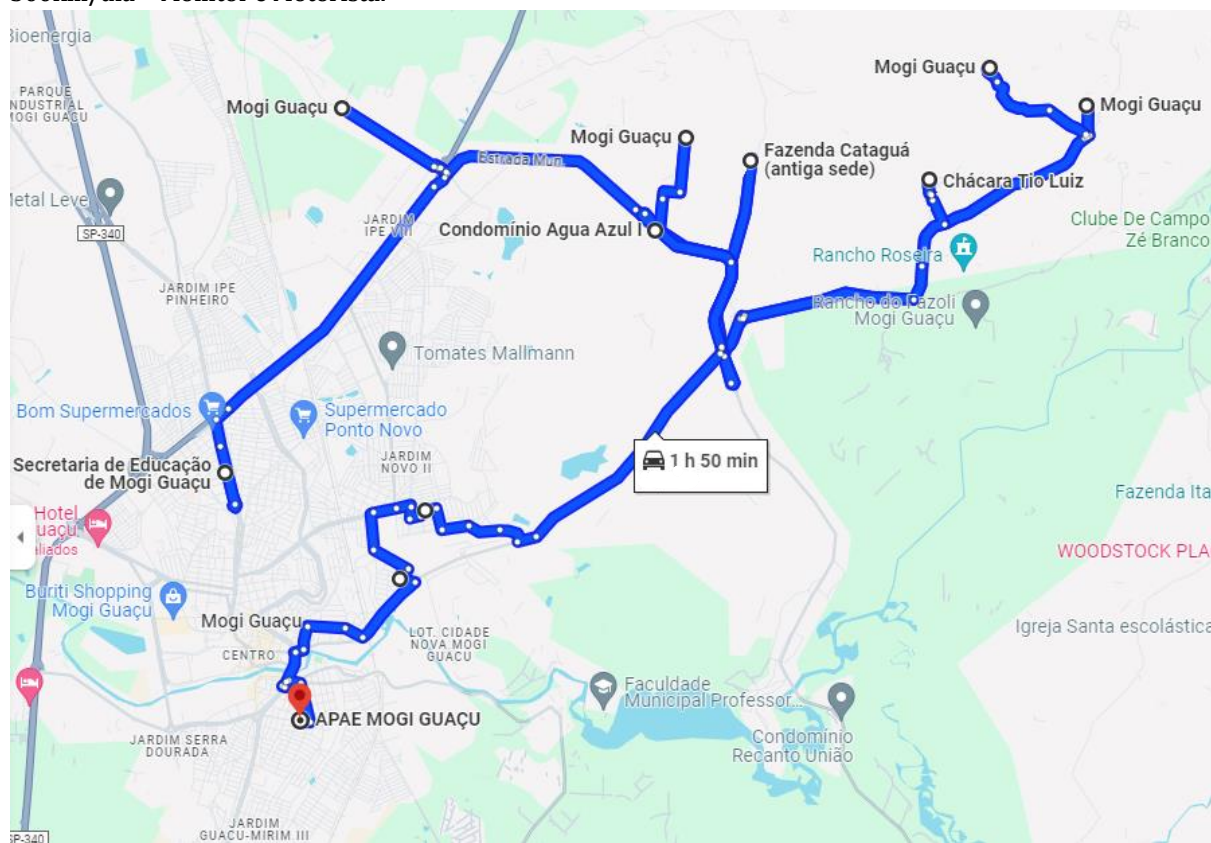 Bioenergia
PARQUE
INDUSTRIAL
MOGI GUAÇU
Mogi Guaçu
Mogi Guaçu
Mogi Guaçu
Mogi Guaçu
Estrada Mun.
Fazenda Cataguá
(antiga sede)
Chácara Tio Luiz
Metal Leve
SP-340
JARDIM
IPE VIII
Condomínio Agua Azul I
Clube De Campo
Zé Branco
Rancho Roseira
JARDIM IPE
PINHEIRO
Rancho do Pazoli
Mogi Guaçu
Tomates Mallmann
Bom Supermercados
Supermercado
Ponto Novo
JARDIM
NOVO II
1 h 50 min
Secretaria de Educação
de Mogi Guaçu
Fazenda Ita
Hotel
WOODSTOCK PLA
Buriti Shopping
Mogi Guaçu
Mogi Guaçu
LOT. CIDADE
NOVA MOGI
GUACU
Igreja Santa escolástica
CENTRO
Faculdade
Municipal Professor...
APAE MOGI GUAÇU
JARDIM SERRA
DOURADA
Condomínio
Recanto União
JARDIM
GUACU-MIRIM III
SP-340